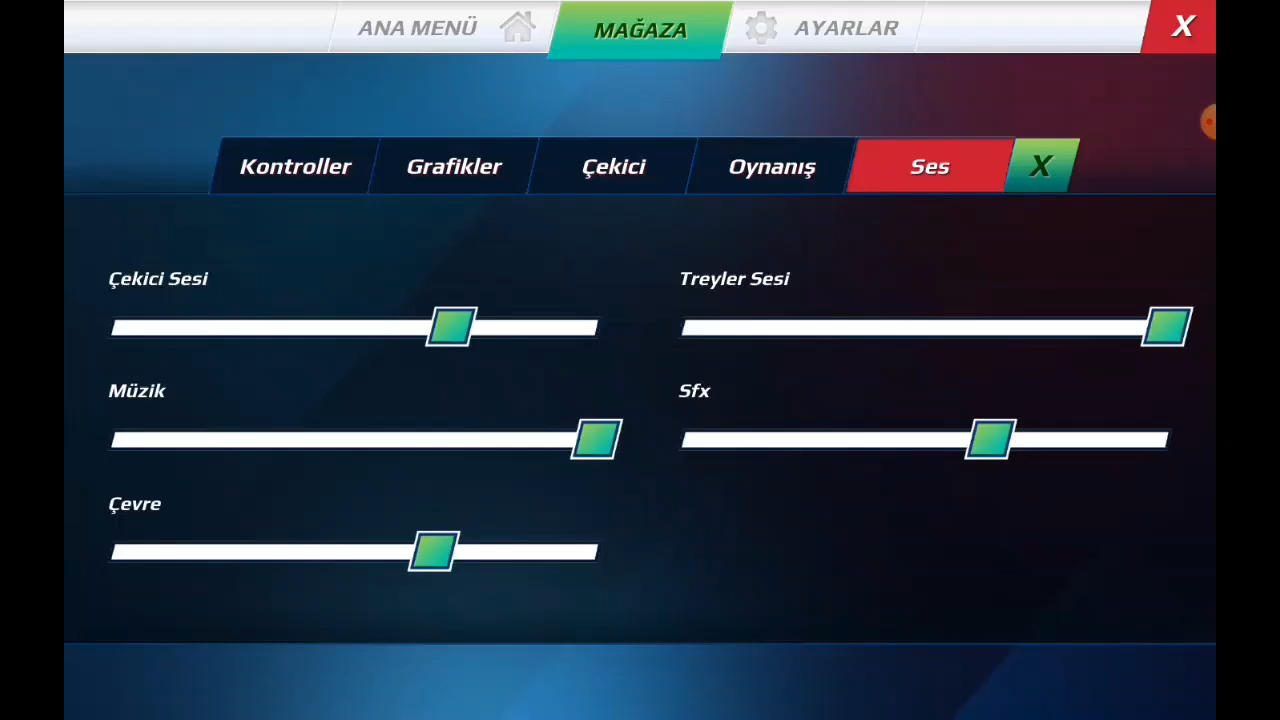 ANA MENÜ MAĞAZA AYARLAR X
Kontroller Grafikler Çekici Oynanış Ses X
Çekici Sesi Treyler Sesi
Müzik Sfx
Çevre